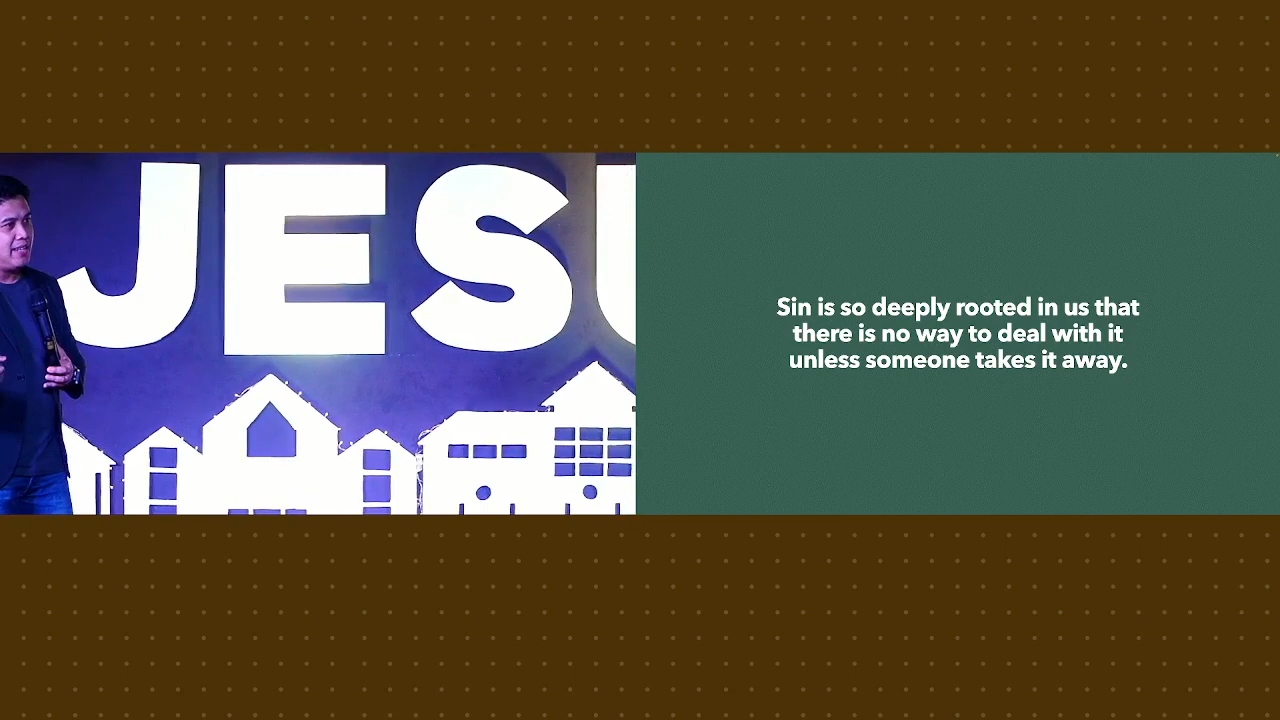 JESU
Sin is so deeply rooted in us that
there is no way to deal with it
unless someone takes it away.